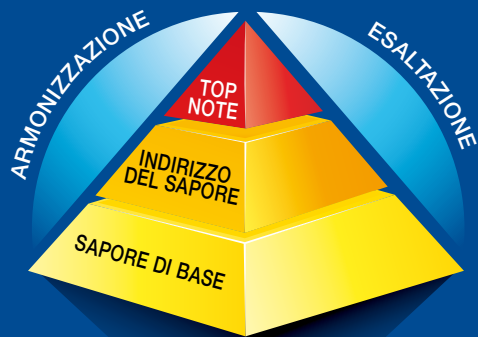 ARMONIZZAZIONE
ESALTAZIONE
TOP
NOTE
INDIRIZZO
DEL SAPORE
SAPORE DI BASE